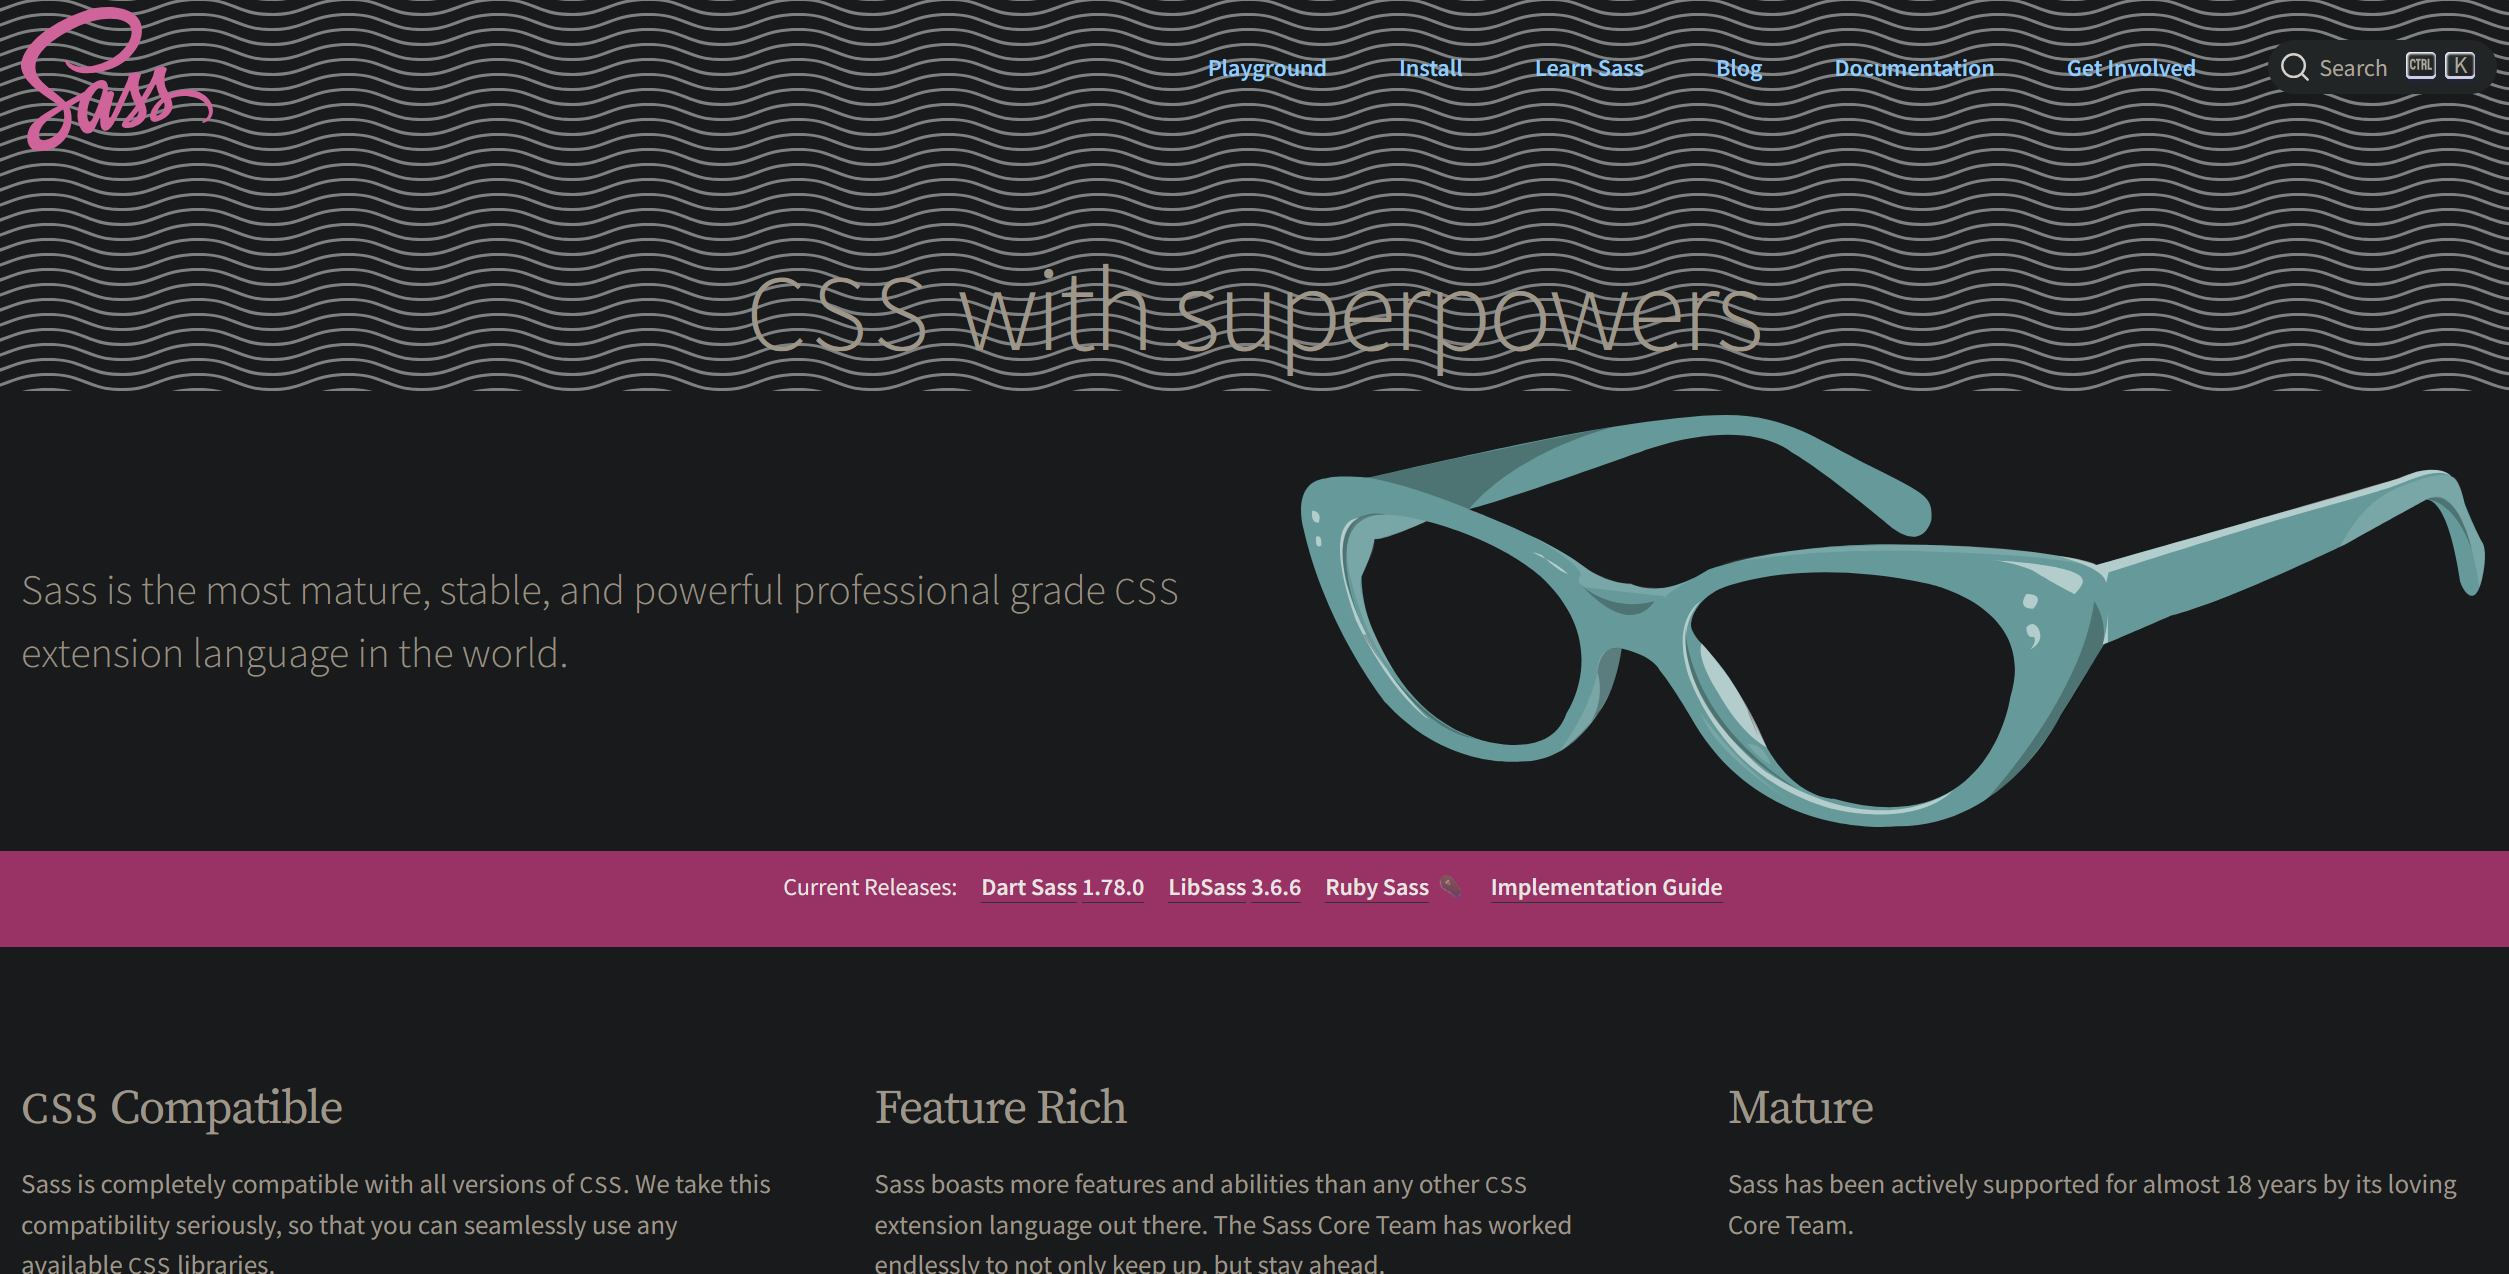 Sass
Playground Install Learn Sass Blog Documentation Get Involved Search CTRL K
CSS with superpowers
Sass is the most mature, stable, and powerful professional grade CSS
extension language in the world.
Current Releases: Dart Sass 1.78.0 LibSass 3.6.6 Ruby Sass Implementation Guide
CSS Compatible
Sass is completely compatible with all versions of CSS. We take this
compatibility seriously, so that you can seamlessly use any
available CSS libraries.
Feature Rich
Sass boasts more features and abilities than any other CSS
extension language out there. The Sass Core Team has worked
endlessly to not only keep up, but stay ahead.
Mature
Sass has been actively supported for almost 18 years by its loving
Core Team.